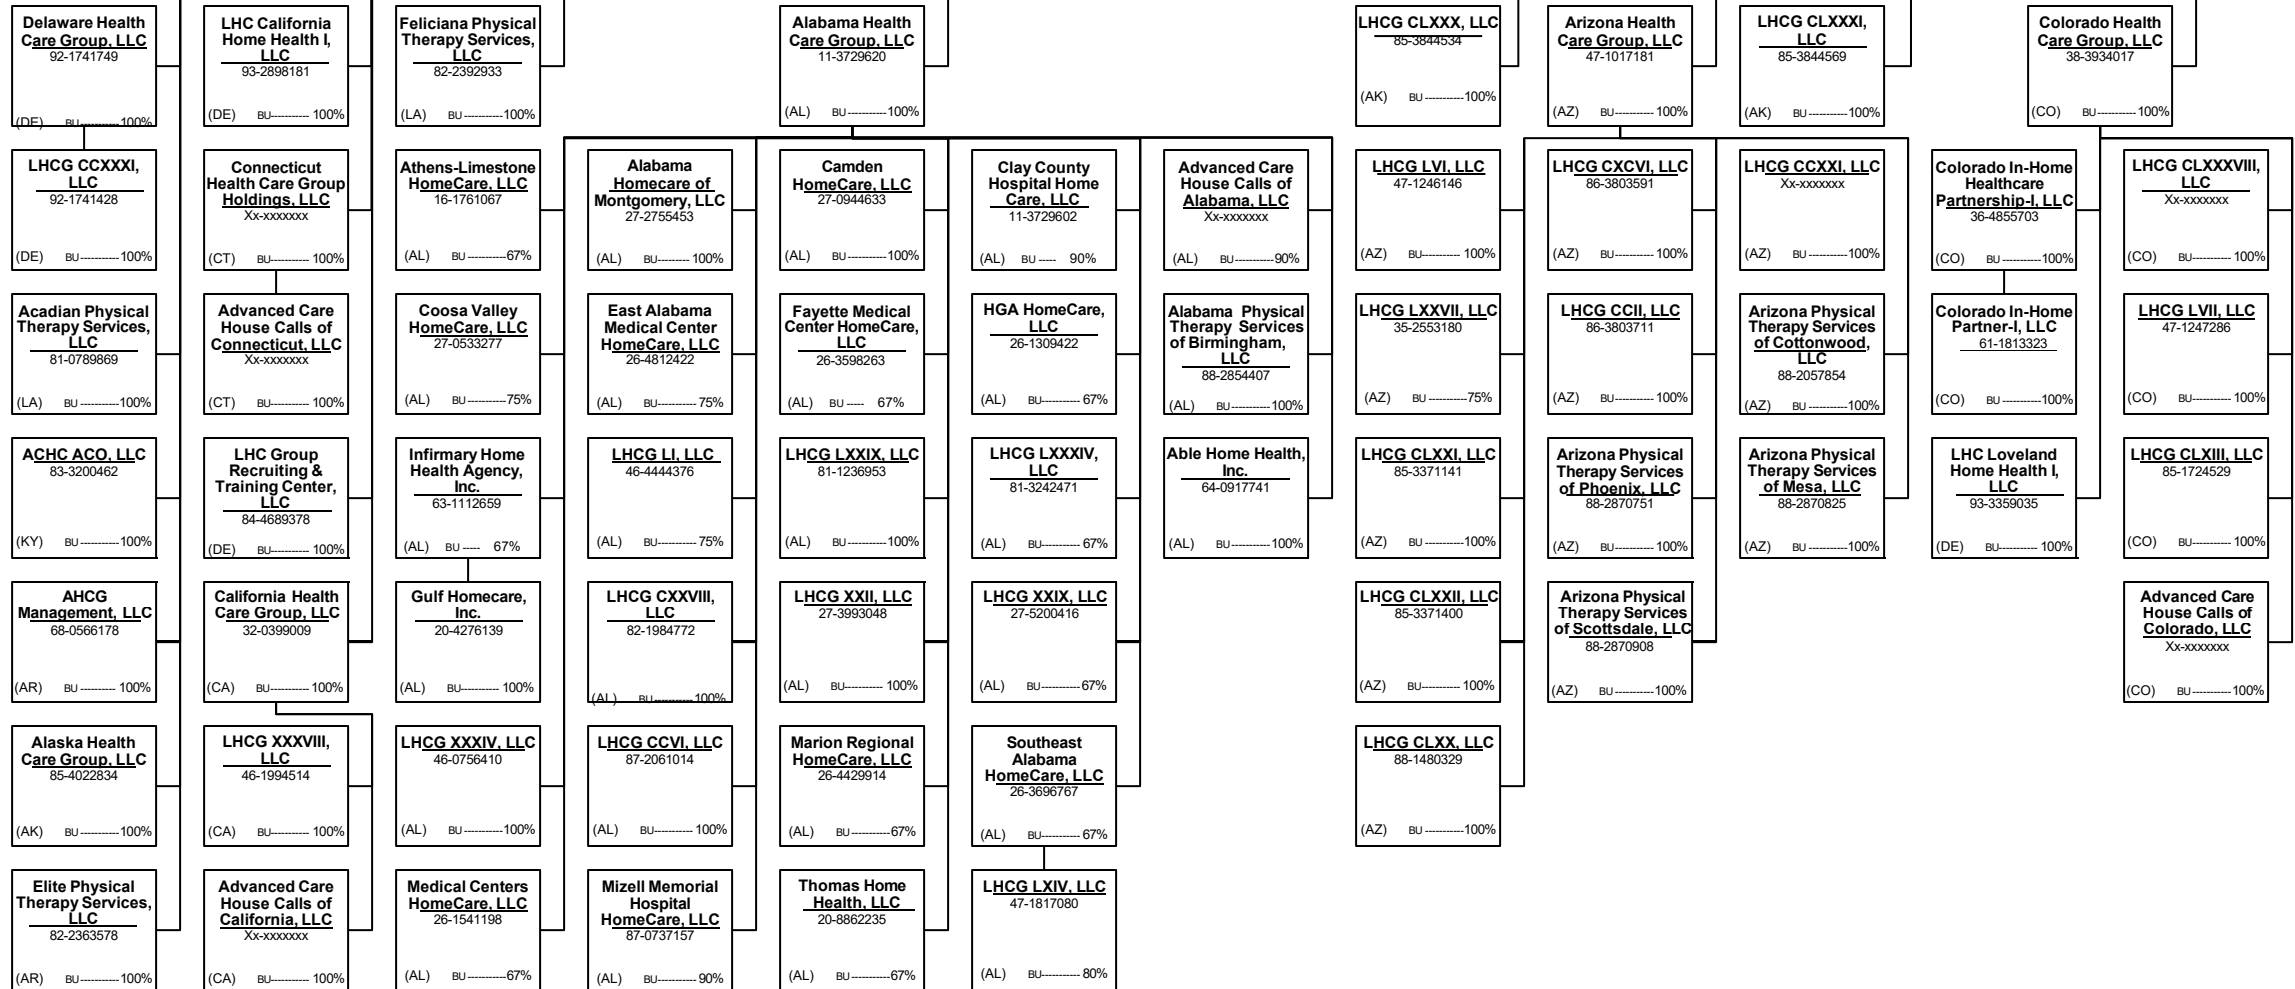 Delaware Health
Care Group, LLC
92-1741749
(DE) BU-----------100%
LHC California
Home Health I,
LLC
93-2898181
(DE) BU----------- 100%
Feliciana Physical
Therapy Services,
LLC
82-2392933
(LA) BU -----------100%
Alabama Health
Care Group, LLC
11-3729620
(AL) BU -----------100%
LHCG CLXXX, LLC
85-3844534
(AK) BU -----------100%
Arizona Health
Care Group, LLC
47-1017181
(AZ) BU-----------100%
LHCG CLXXXI,
LLC
85-3844569
(AK) BU -----------100%
Colorado Health
Care Group, LLC
38-3934017
(CO) BU-----------100%
LHCG CCXXXI,
LLC
92-1741428
(DE) BU-----------100%
Connecticut
Health Care Group
Holdings, LLC
Xx-xxxxxxx
(CT) BU----------- 100%
Athens-Limestone
HomeCare, LLC
16-1761067
(AL) BU -----------67%
Alabama
Homecare of
Montgomery, LLC
27-2755453
(AL) BU--------- 100%
Camden
HomeCare, LLC
27-0944633
(AL) BU-----------100%
Clay County
Hospital Home
Care, LLC
11-3729602
(AL) BU ----- 90%
Advanced Care
House Calls of
Alabama, LLC
Xx-xxxxxxx
(AL) BU-----------90%
LHCG LVI, LLC
47-1246146
(AZ) BU----------- 100%
LHCG CXCVI, LLC
86-3803591
(AZ) BU----------- 100%
LHCG CCXXI, LLC
Xx-xxxxxxx
(AZ) BU----------- 100%
Colorado In-Home
Healthcare
Partnership-I, LLC
36-4855703
(CO) BU -----------100%
LHCG CLXXXVIII,
LLC
Xx-xxxxxxx
(CO) BU-----------100%
Acadian Physical
Therapy Services,
LLC
81-0789869
(LA) BU -----------100%
Advanced Care
House Calls of
Connecticut, LLC
Xx-xxxxxxx
(CT) BU----------- 100%
Coosa Valley
HomeCare, LLC
27-0533277
(AL) BU -----------75%
East Alabama
Medical Center
HomeCare, LLC
26-4812422
(AL) BU----------- 75%
Fayette Medical
Center HomeCare,
LLC
26-3598263
(AL) BU ----- 67%
HGA HomeCare,
LLC
26-1309422
(AL) BU----------- 67%
Alabama Physical
Therapy Services
of Birmingham,
LLC
88-2854407
(AL) BU -----------100%
LHCG LXXVII, LLC
35-2553180
(AZ) BU -----------75%
LHCG CCII, LLC
86-3803711
(AZ) BU----------- 100%
Arizona Physical
Therapy Services
of Cottonwood,
LLC
88-2057854
(AZ) BU -----------100%
Colorado In-Home
Partner-I, LLC
61-1813323
(CO) BU -----------100%
LHCG LVII, LLC
47-1247286
(CO) BU-----------100%
ACHC ACO, LLC
83-3200462
(KY) BU-----------100%
LHC Group
Recruiting &
Training Center,
LLC
84-4689378
(DE) BU----------- 100%
Infirmary Home
Health Agency,
Inc.
63-1112659
(AL) BU ----- 67%
LHCG LI, LLC
46-4444376
(AL) BU----------- 75%
LHCG LXXIX, LLC
81-1236953
(AL) BU-----------100%
LHCG LXXXIV,
LLC
81-3242471
(AL) BU----------- 67%
Able Home Health,
Inc.
64-0917741
(AL) BU-----------100%
LHCG CLXXI, LLC
85-3371141
(AZ) BU -----------100%
Arizona Physical
Therapy Services
of Phoenix, LLC
88-2870751
(AZ) BU-----------100%
Arizona Physical
Therapy Services
of Mesa, LLC
88-2870825
(AZ) BU-----------100%
LHC Loveland
Home Health I,
LLC
93-3359035
(DE) BU----------- 100%
LHCG CLXIII, LLC
85-1724529
(CO) BU-----------100%
AHCG
Management, LLC
68-0566178
(AR) BU ---------- 100%
California Health
Care Group, LLC
32-0399009
(CA) BU-----------100%
Gulf Homecare,
Inc.
20-4276139
(AL) BU----------- 100%
LHCG CXXVIII,
LLC
82-1984772
(AL) BU-----------100%
LHCG XXII, LLC
27-3993048
(AL) BU----------- 100%
LHCG XXIX, LLC
27-5200416
(AL) BU-----------67%
LHCG CLXXII, LLC
85-3371400
(AZ) BU----------- 100%
Arizona Physical
Therapy Services
of Scottsdale, LLC
88-2870908
(AZ) BU -----------100%
Advanced Care
House Calls of
Colorado, LLC
Xx-xxxxxxx
(CO) BU-----------100%
Alaska Health
Care Group, LLC
85-4022834
(AK) BU-----------100%
LHCG XXXVIII,
LLC
46-1994514
(CA) BU----------- 100%
LHCG XXXIV, LLC
46-0756410
(AL) BU -----------100%
LHCG CCVI, LLC
87-2061014
(AL) BU----------- 100%
Marion Regional
HomeCare, LLC
26-4429914
(AL) BU-----------67%
Southeast
Alabama
HomeCare, LLC
26-3696767
(AL) BU----------- 67%
LHCG CLXX, LLC
88-1480329
(AZ) BU -----------100%
Elite Physical
Therapy Services,
LLC
82-2363578
(AR) BU-----------100%
Advanced Care
House Calls of
California, LLC
Xx-xxxxxxx
(CA) BU----------- 100%
Medical Centers
HomeCare, LLC
26-1541198
(AL) BU-----------67%
Mizell Memorial
Hospital
HomeCare, LLC
87-0737157
(AL) BU----------- 90%
Thomas Home
Health, LLC
20-8862235
(AL) BU-----------67%
LHCG LXIV, LLC
47-1817080
(AL) BU----------- 80%